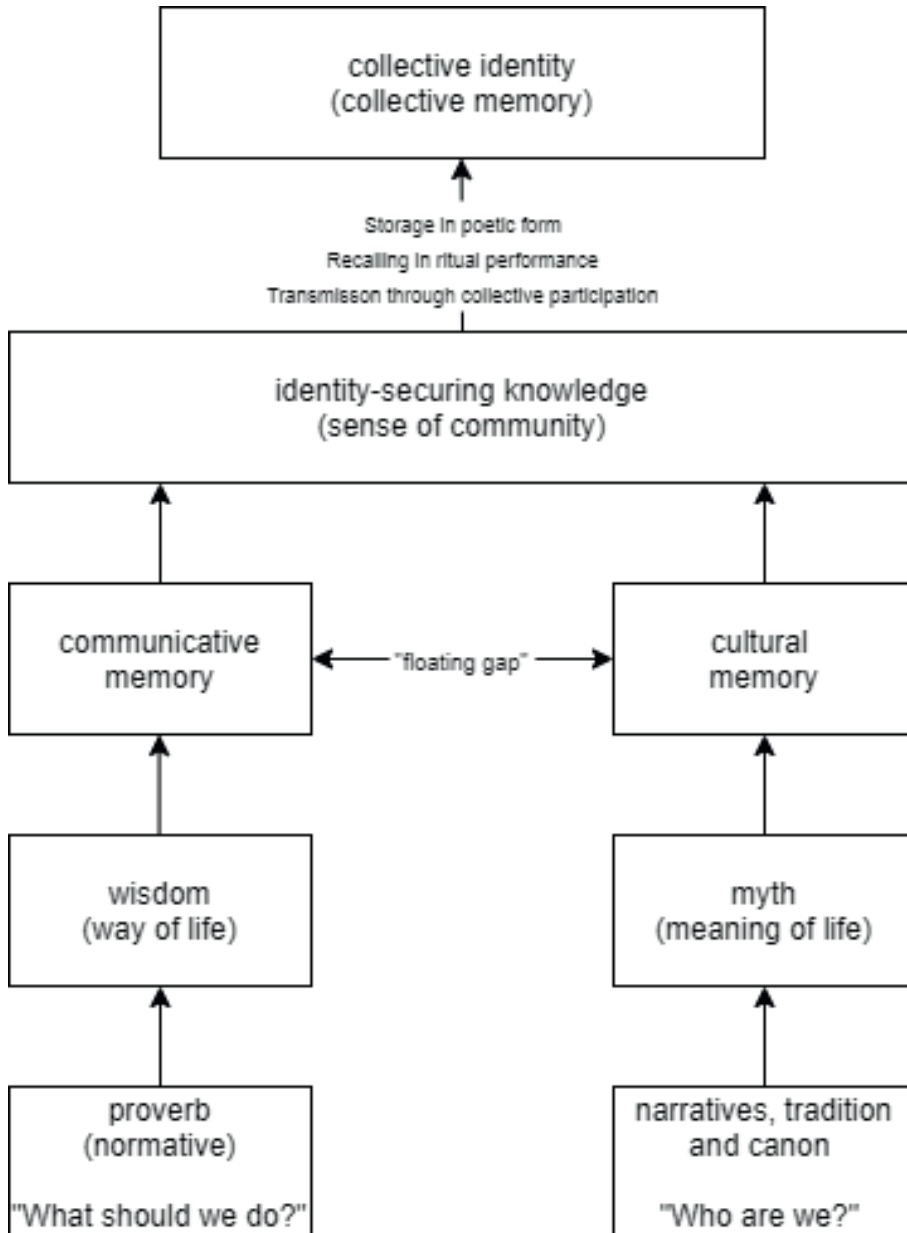 collective identity
(collective memory)
Storage in poetic form
Recalling in ritual performance
Transmisson through collective participation
identity-securing knowledge
(sense of community)
communicative
memory
"floating gap"
cultural
memory
wisdom
(way of life)
myth
(meaning of life)
proverb
(normative)
"What should we do?"
narratives, tradition
and canon
"Who are we?"